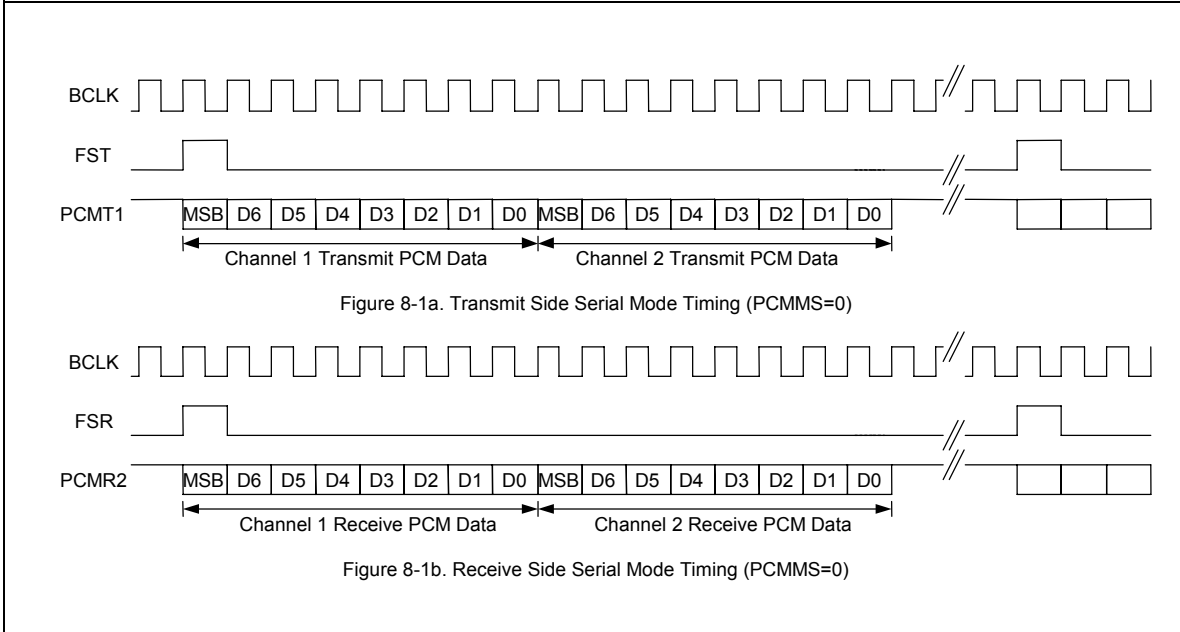 BCLK
FST
PCMT1 MSB D6 D5 D4 D3 D2 D1 D0 MSB D6 D5 D4 D3 D2 D1 D0
Channel 1 Transmit PCM Data Channel 2 Transmit PCM Data
Figure 8-1a. Transmit Side Serial Mode Timing (PCMMS=0)
BCLK
FSR
PCMR2 MSB D6 D5 D4 D3 D2 D1 D0 MSB D6 D5 D4 D3 D2 D1 D0
Channel 1 Receive PCM Data Channel 2 Receive PCM Data
Figure 8-1b. Receive Side Serial Mode Timing (PCMMS=0)